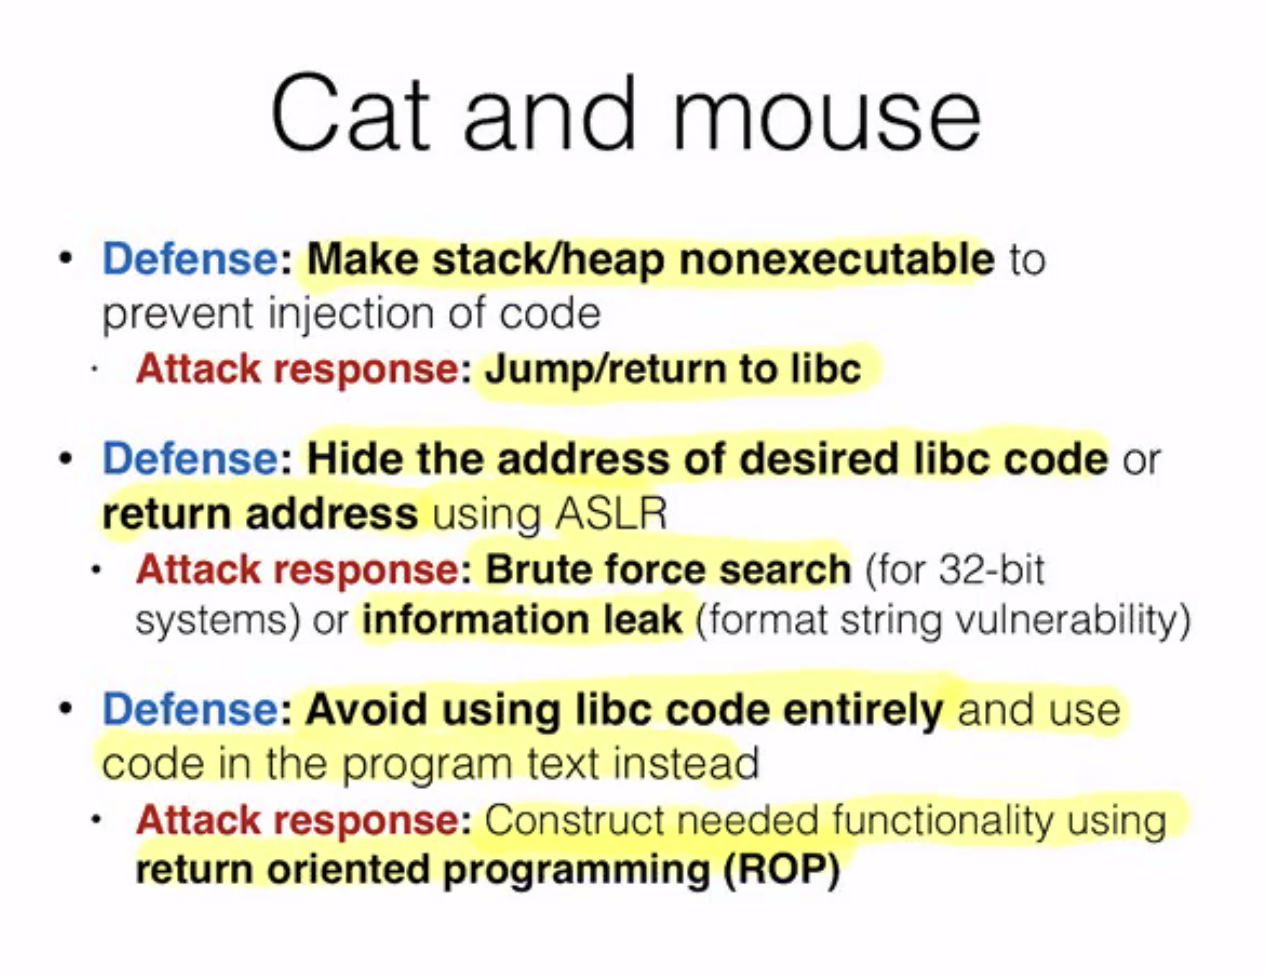 Cat and mouse
• Defense: Make stack/heap nonexecutable to
prevent injection of code
• Attack response: Jump/return to libc
• Defense: Hide the address of desired libc code or
return address using ASLR
• Attack response: Brute force search (for 32-bit
systems) or information leak (format string vulnerability)
• Defense: Avoid using libc code entirely and use
code in the program text instead
• Attack response: Construct needed functionality using
return oriented programming (ROP)